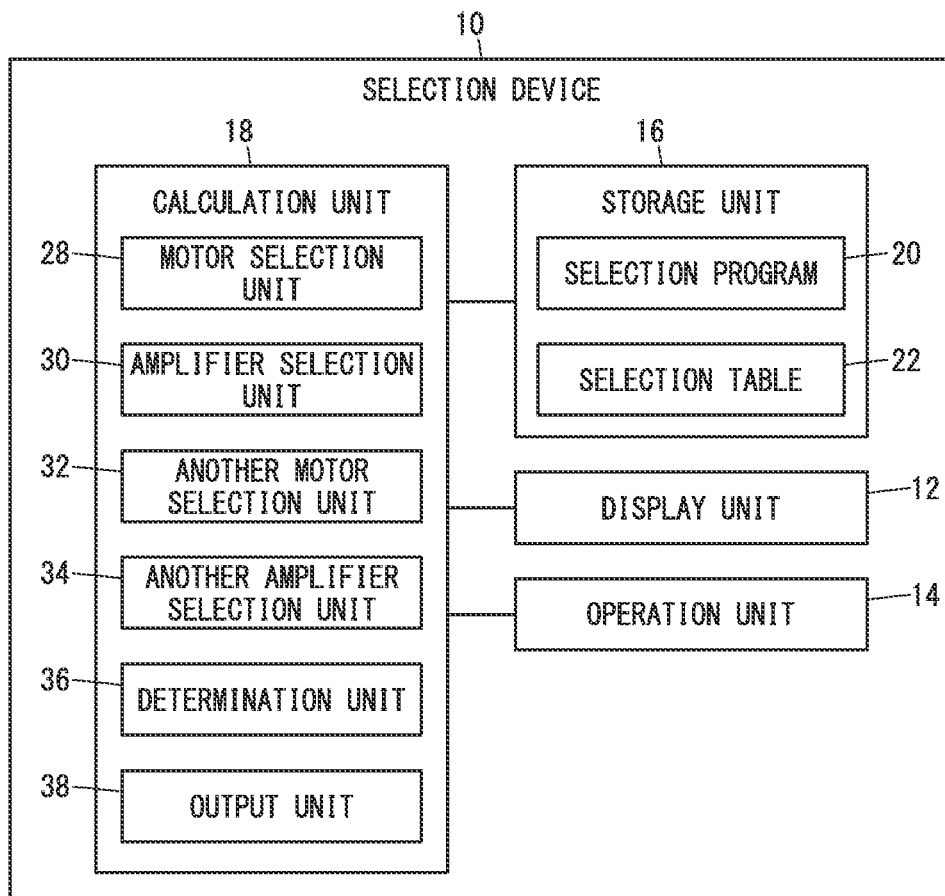 10
SELECTION DEVICE
18
CALCULATION UNIT
28
MOTOR SELECTION
UNIT
30
AMPLIFIER SELECTION
UNIT
32
ANOTHER MOTOR
SELECTION UNIT
34
ANOTHER AMPLIFIER
SELECTION UNIT
36
DETERMINATION UNIT
38
OUTPUT UNIT
16
STORAGE UNIT
SELECTION PROGRAM
20
SELECTION TABLE
22
DISPLAY UNIT
12
OPERATION UNIT
14